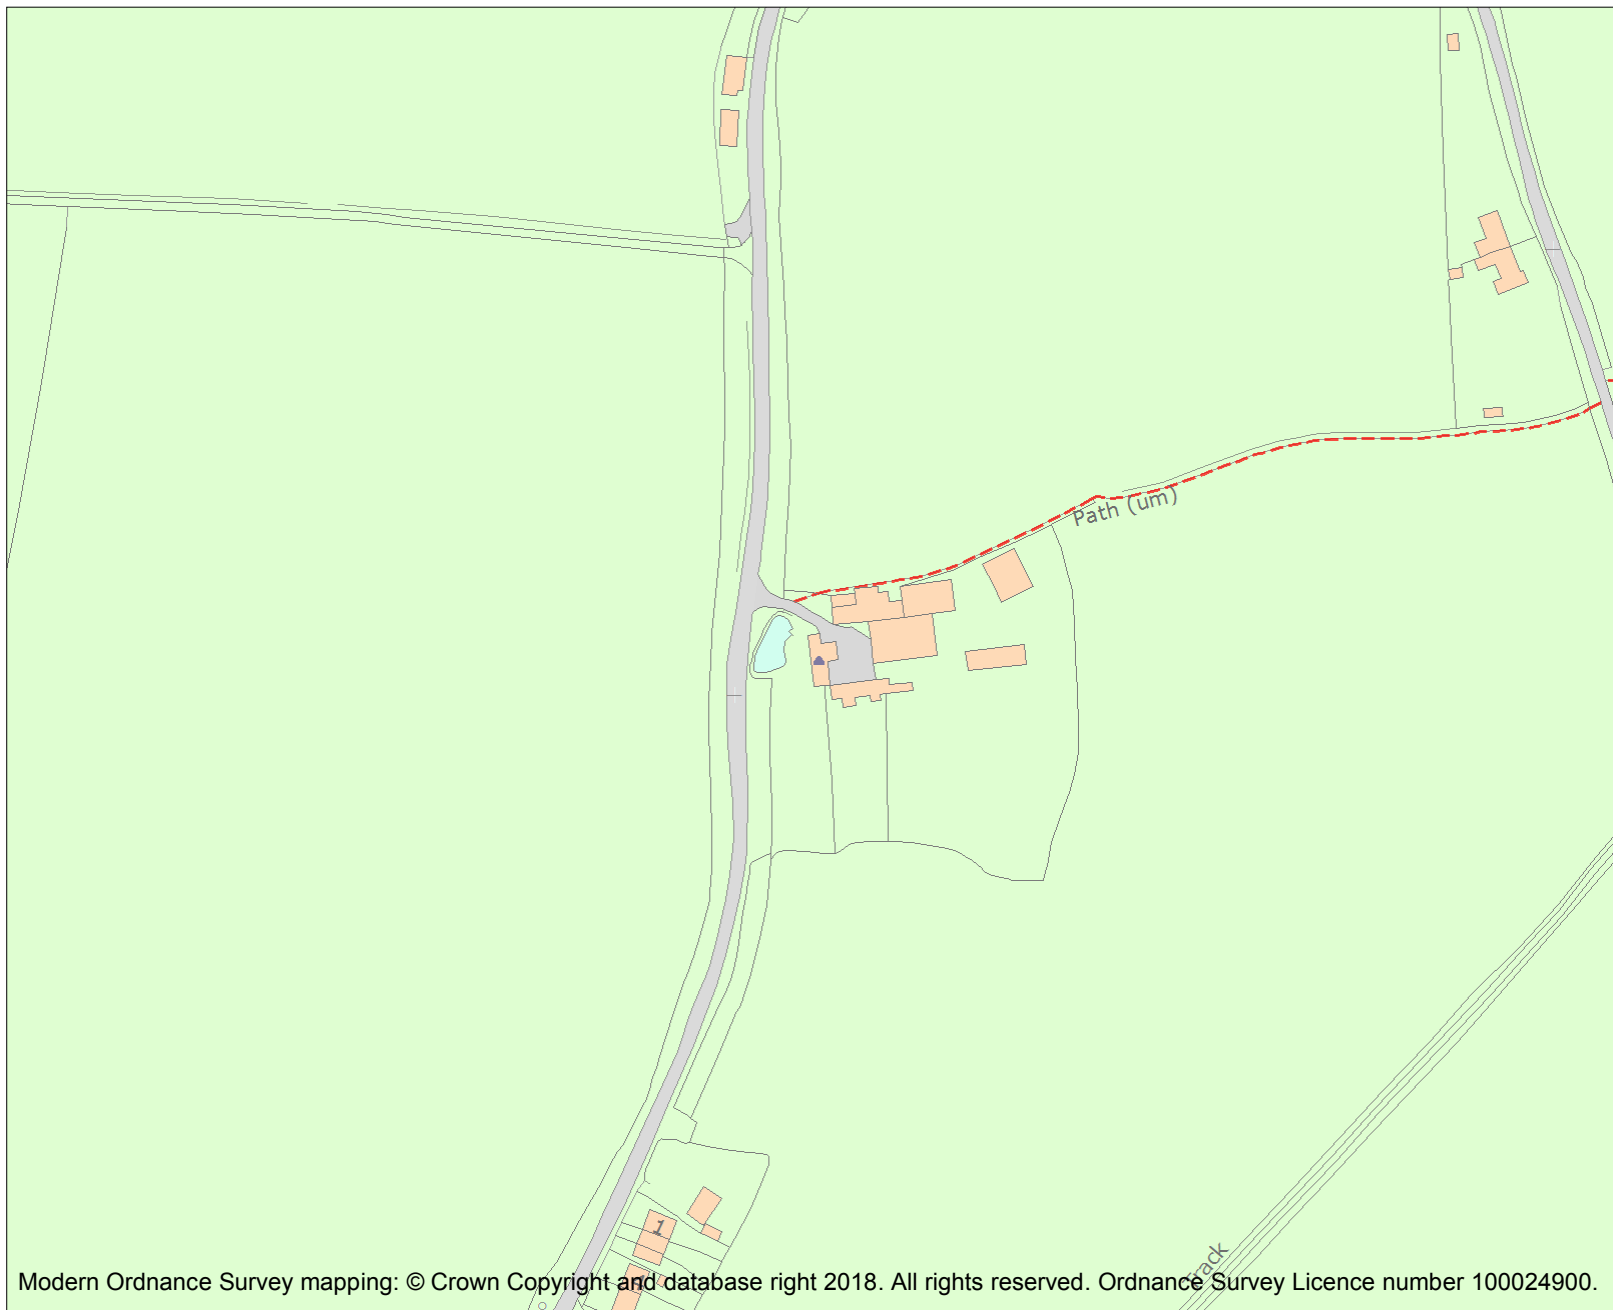 Path (um)
1
Track
Modern Ordnance Survey mapping: © Crown Copyright and database right 2018. All rights reserved. Ordnance Survey Licence number 100024900.